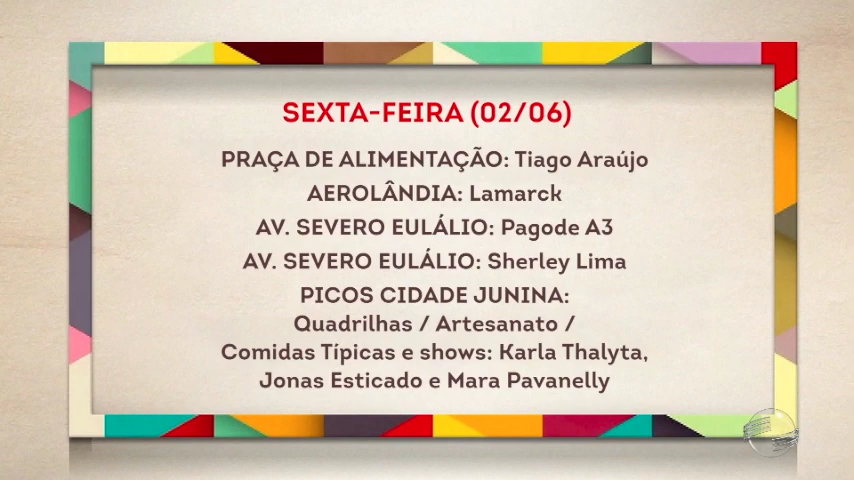 SEXTA-FEIRA (02/06)
PRAÇA DE ALIMENTAÇÃO: Tiago Araújo
AEROLÂNDIA: Lamarck
AV. SEVERO EULÁLIO: Pagode A3
AV. SEVERO EULÁLIO: Sherley Lima
PICOS CIDADE JUNINA:
Quadrilhas / Artesanato /
Comidas Típicas e shows: Karla Thalyta,
Jonas Esticado e Mara Pavanelly